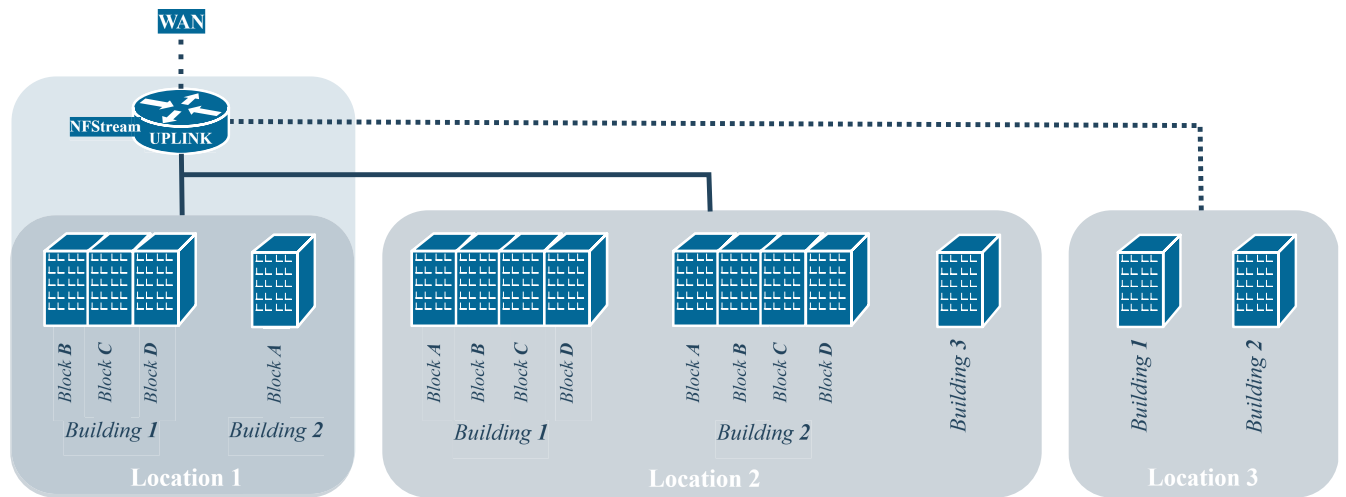 WAN
NFStream
UPLINK
Block B
Block C
Block D
Block A
Building 1
Building 2
Location 1
Block A
Block B
Block C
Block D
Building 1
Block A
Block B
Block C
Block D
Building 2
Building 3
Location 2
Building 1
Building 2
Location 3